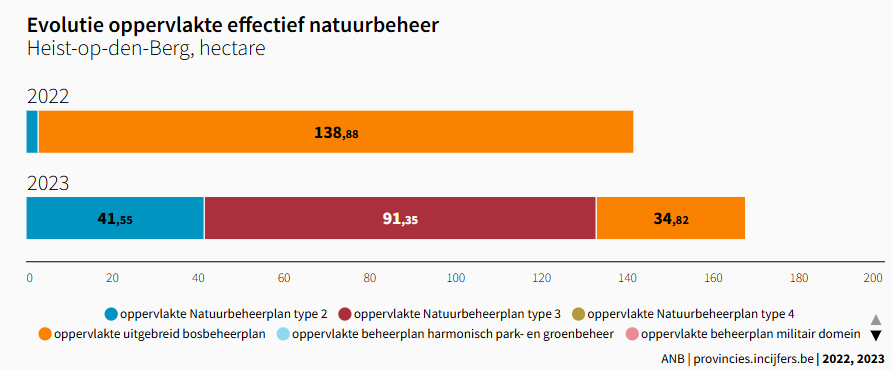 Evolutie oppervlakte effectief natuurbeheer
Heist-op-den-Berg, hectare
2022
138,88
2023
41,55 91,35 34,82
0 20 40 60 80 100 120 140 160 180 200
oppervlakte Natuurbeheerplan type 2 oppervlakte Natuurbeheerplan type 3 oppervlakte Natuurbeheerplan type 4
oppervlakte uitgebreid bosbeheerplan oppervlakte beheerplan harmonisch park- en groenbeheer oppervlakte beheerplan militair domein
ANB | provincies.incijfers.be | 2022, 2023